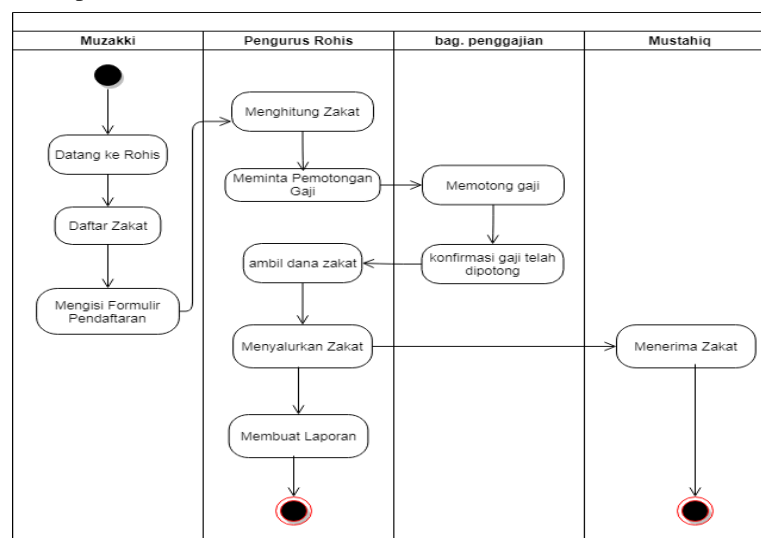 Muzakki
Pengurus Rohis
bag. penggajian
Mustahiq
Datang ke Rohis
Daftar Zakat
Mengisi Formulir
Pendaftaran
Menghitung Zakat
Meminta Pemotongan
Gaji
Memotong gaji
konfirmasi gaji telah
dipotong
ambil dana zakat
Menyalurkan Zakat
Menerima Zakat
Membuat Laporan